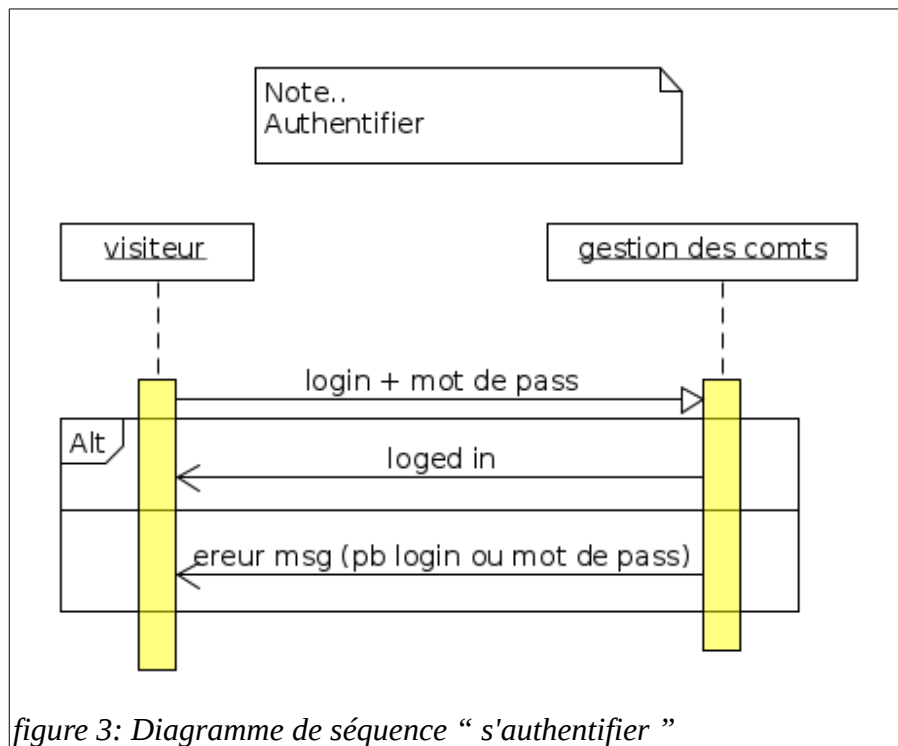 Note..
Authentifier
visiteur
gestion des comts
login + mot de pass
Alt
loged in
ereur msg (pb login ou mot de pass)
figure 3: Diagramme de séquence “ s'authentifier ”